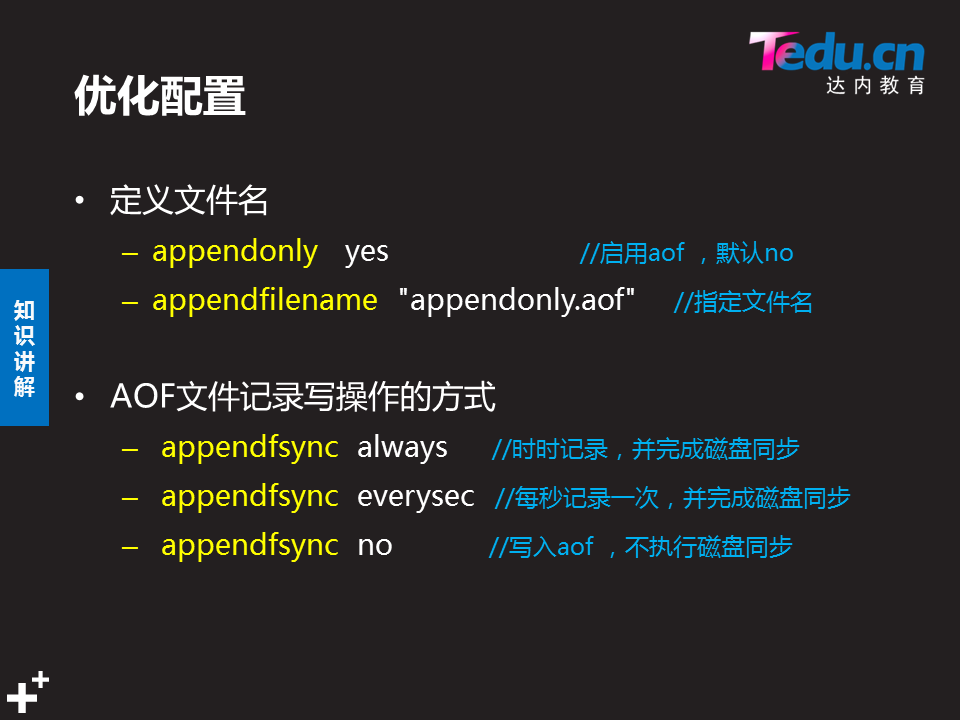 Tedu.cn
达内教育
优化配置
• 定义文件名
– appendonly yes //启用aof ，默认no
– appendfilename "appendonly.aof" //指定文件名
知识讲解
• AOF文件记录写操作的方式
– appendfsync always //时时记录，并完成磁盘同步
– appendfsync everysec //每秒记录一次，并完成磁盘同步
– appendfsync no //写入aof ，不执行磁盘同步